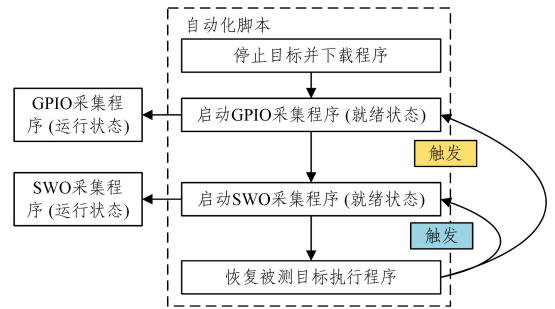 自动化脚本
停止目标并下载程序
GPIO采集程
序 (运行状态)
启动GPIO采集程序 (就绪状态)
触发
SWO采集程
序 (运行状态)
启动SWO采集程序 (就绪状态)
触发
恢复被测目标执行程序